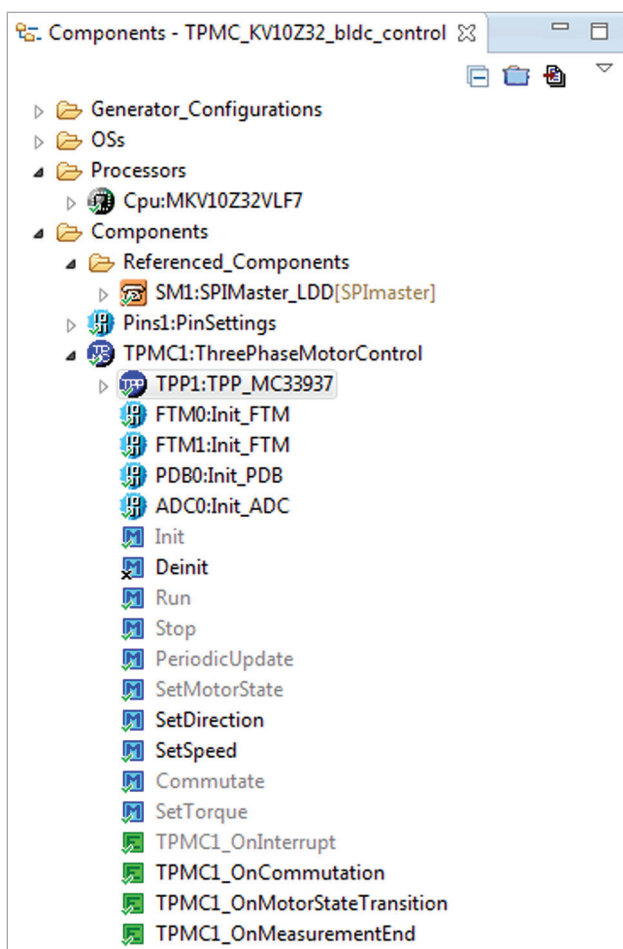 Components - TPMC_KV10Z32_bldc_control
Generator_Configurations
OSs
Processors
Cpu:MKV10Z32VLF7
Components
Referenced_Components
SM1:SPIMaster_LDD[SPImaster]
Pins1:PinSettings
TPMC1:ThreePhaseMotorControl
TPP1:TPP_MC33937
FTM0:Init_FTM
FTM1:Init_FTM
PDB0:Init_PDB
ADC0:Init_ADC
Init
Deinit
Run
Stop
PeriodicUpdate
SetMotorState
SetDirection
SetSpeed
Commutate
SetTorque
TPMC1_OnInterrupt
TPMC1_OnCommutation
TPMC1_OnMotorStateTransition
TPMC1_OnMeasurementEnd